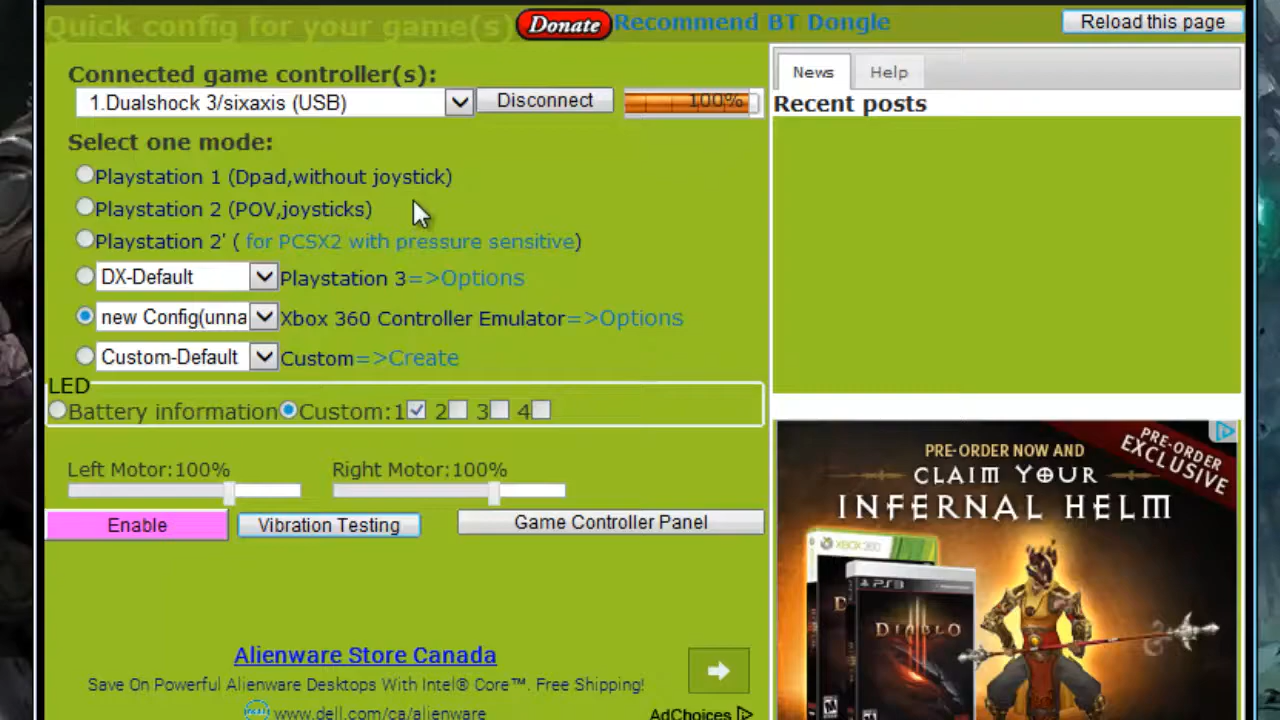 Quick config for your game(s)
Donate
Recommend BT Dongle
Reload this page
Connected game controller(s):
1.Dualshock 3/sixaxis (USB)
Disconnect
100%
Select one mode:
Playstation 1 (Dpad,without joystick)
Playstation 2 (POV,joysticks)
Playstation 2' ( for PCSX2 with pressure sensitive)
DX-Default
Playstation 3=>Options
new Config(unna
Xbox 360 Controller Emulator=>Options
Custom-Default
Custom=>Create
LED
Battery information
Custom:1 2 3 4
Left Motor:100%
Right Motor:100%
Enable
Vibration Testing
Game Controller Panel
Alienware Store Canada
Save On Powerful Alienware Desktops With Intel® Core™. Free Shipping!
www.dell.com/ca/alienware
AdChoices
News
Help
Recent posts
PRE-ORDER NOW AND
CLAIM YOUR
INFERNAL HELM
PRE-ORDER
EXCLUSIVE
XBOX 360
PS3
DIABLO